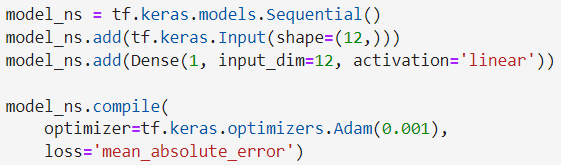 model_ns = tf.keras.models.Sequential()
model_ns.add(tf.keras.Input(shape=(12,)))
model_ns.add(Dense(1, input_dim=12, activation='linear'))
model_ns.compile(
    optimizer=tf.keras.optimizers.Adam(0.001),
    loss='mean_absolute_error')